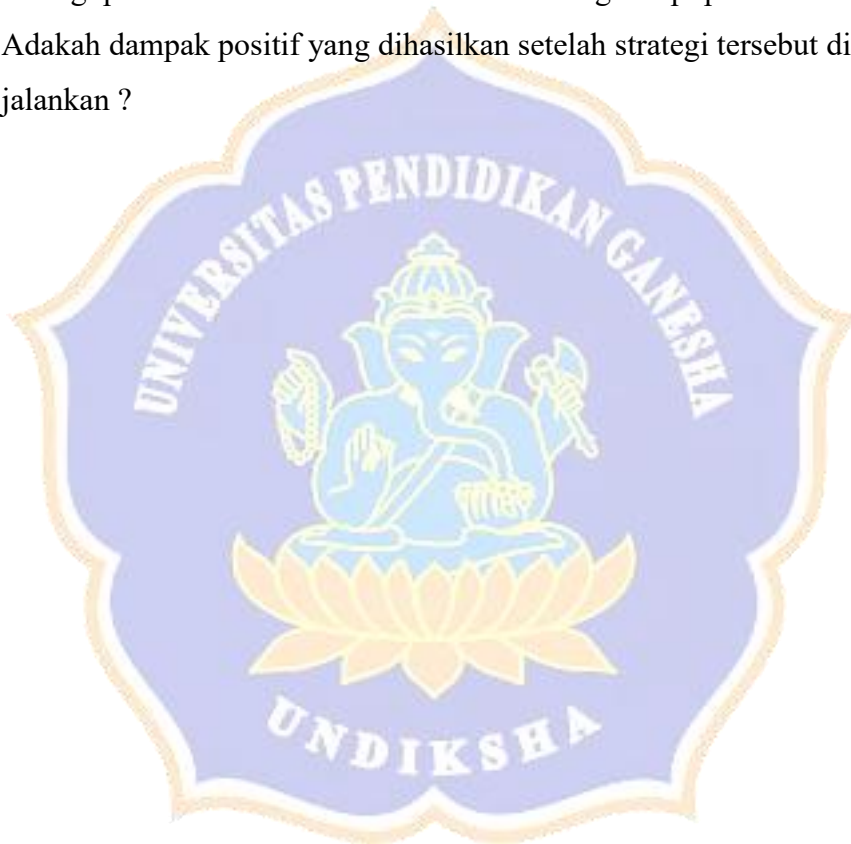 Adakah dampak positif yang dihasilkan setelah strategi tersebut di
jalankan ?
UNIVERSITAS PENDIDIKAN GANESHA
UNDIKSHA